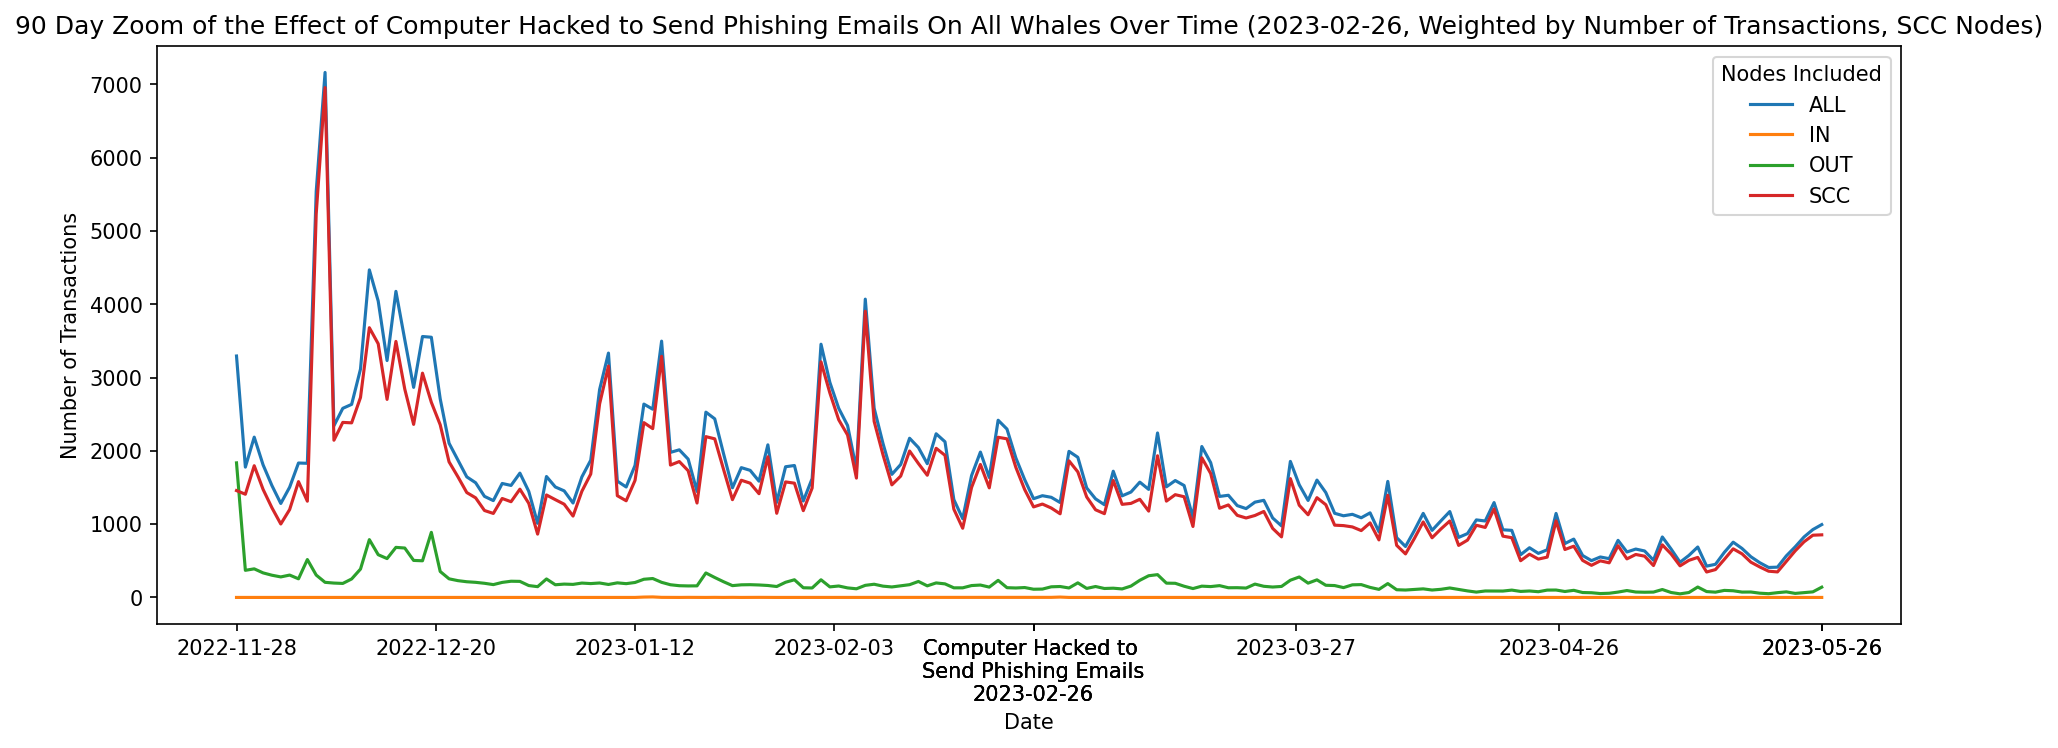 90 Day Zoom of the Effect of Computer Hacked to Send Phishing Emails On All Whales Over Time (2023-02-26, Weighted by Number of Transactions, SCC Nodes)
Nodes Included
ALL
IN
OUT
SCC
Number of Transactions
7000
6000
5000
4000
3000
2000
1000
0
2022-11-28
2022-12-20
2023-01-12
2023-02-03
Computer Hacked to
Send Phishing Emails
2023-02-26
2023-03-27
2023-04-26
2023-05-26
Date